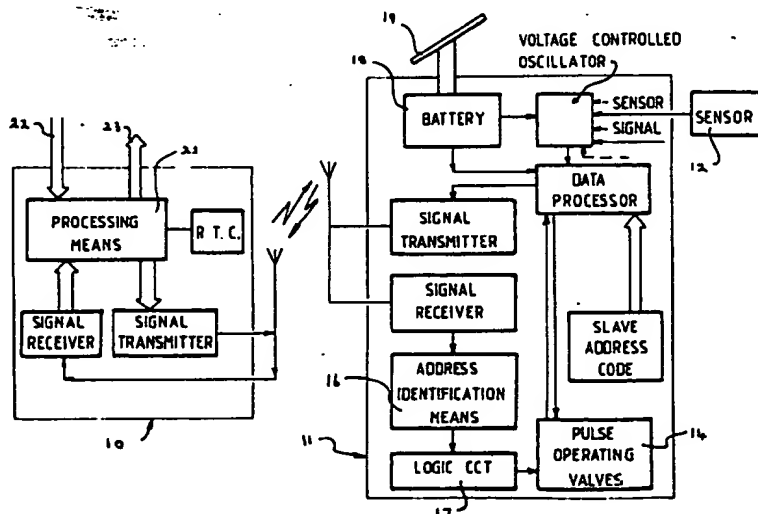 19
18
VOLTAGE CONTROLLED
OSCILLATOR
BATTERY
SENSOR
SIGNAL
SENSOR
12
22
23
21
PROCESSING
MEANS
R T. C.
SIGNAL
RECEIVER
SIGNAL
TRANSMITTER
10
DATA
PROCESSOR
SIGNAL
TRANSMITTER
SIGNAL
RECEIVER
SLAVE
ADDRESS
CODE
ADDRESS
IDENTIFICATION
MEANS
16
PULSE
OPERATING
VALVES
14
11
LOGIC CCT
17